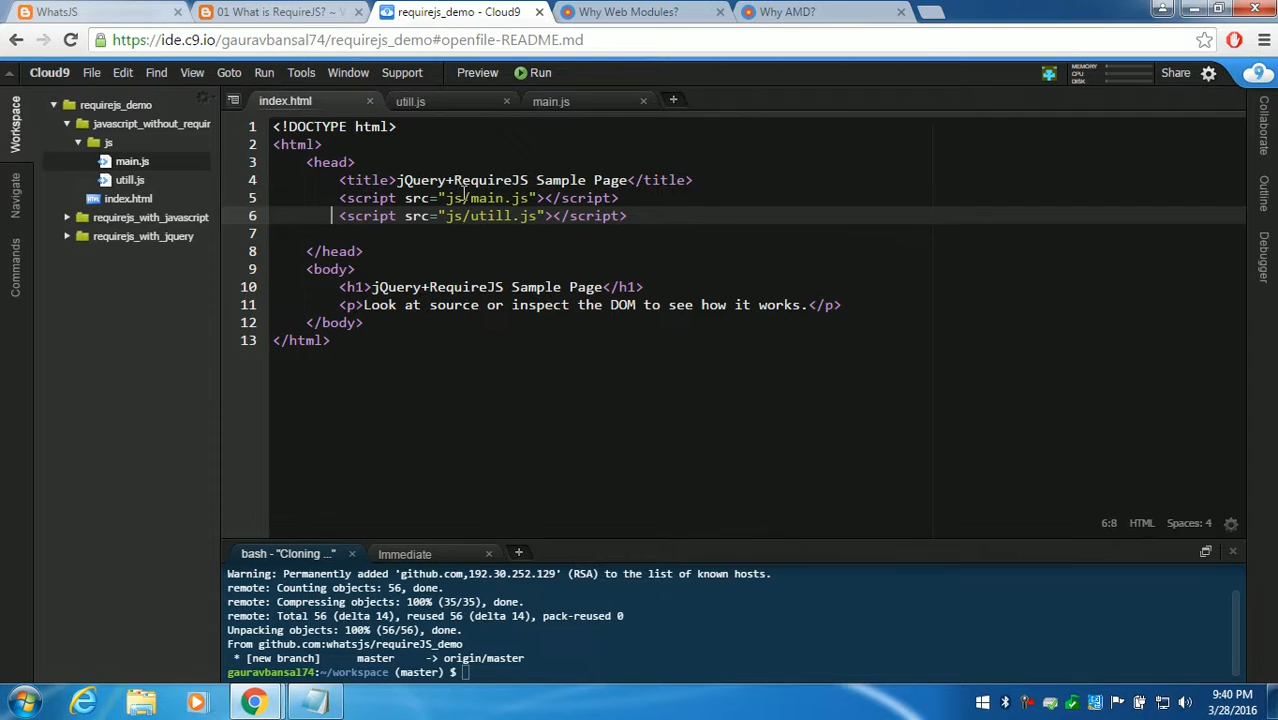 WhatsJS
01 What is RequireJS? ~ V
requirejs_demo - Cloud9
Why Web Modules?
Why AMD?
https://ide.c9.io/gauravbansal74/requirejs_demo#openfile-README.md
Cloud9 File Edit Find View Goto Run Tools Window Support Preview Run
MEMORY
CPU
DISK
Share
Workspace
Navigate
Commands
requirejs_demo
javascript_without_requir
js
main.js
utill.js
index.html
requirejs_with_javascript
requirejs_with_jquery
index.html utill.js main.js
1 <!DOCTYPE html>
2 <html>
3 <head>
4 <title>jQuery+RequireJS Sample Page</title>
5 <script src="js/main.js"></script>
6 <script src="js/utill.js"></script>
7
8 </head>
9 <body>
10 <h1>jQuery+RequireJS Sample Page</h1>
11 <p>Look at source or inspect the DOM to see how it works.</p>
12 </body>
13 </html>
6:8 HTML Spaces: 4
Collaborate
Outline
Debugger
bash - "Cloning ..." Immediate
Warning: Permanently added 'github.com,192.30.252.129' (RSA) to the list of known hosts.
remote: Counting objects: 56, done.
remote: Compressing objects: 100% (35/35), done.
remote: Total 56 (delta 14), reused 56 (delta 14), pack-reused 0
Unpacking objects: 100% (56/56), done.
From github.com:whatsjs/requireJS_demo
* [new branch] master -> origin/master
gauravbansal74:~/workspace (master) $
9:40 PM
3/28/2016